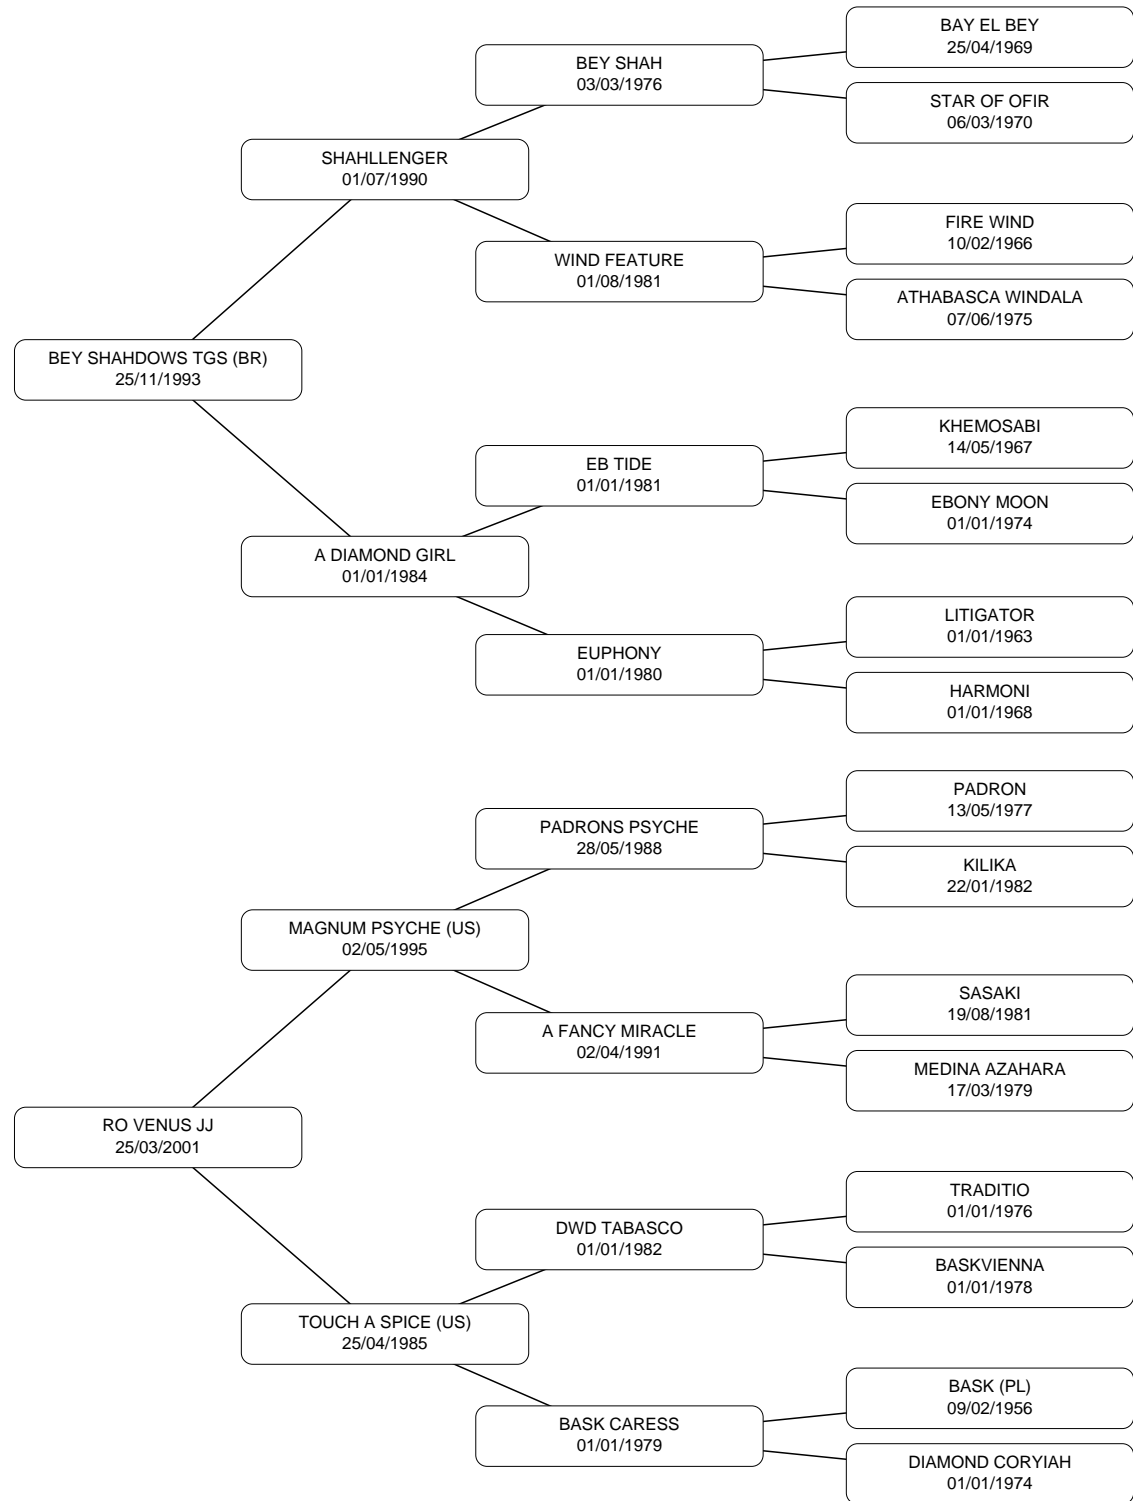 BAY EL BEY
25/04/1969
BEY SHAH
03/03/1976
STAR OF OFIR
06/03/1970
SHAHLLENGER
01/07/1990
FIRE WIND
10/02/1966
WIND FEATURE
01/08/1981
ATHABASCA WINDALA
07/06/1975
BEY SHAHDOWS TGS (BR)
25/11/1993
KHEMOSABI
14/05/1967
EB TIDE
01/01/1981
EBONY MOON
01/01/1974
A DIAMOND GIRL
01/01/1984
LITIGATOR
01/01/1963
EUPHONY
01/01/1980
HARMONI
01/01/1968
PADRON
13/05/1977
PADRONS PSYCHE
28/05/1988
KILIKA
22/01/1982
MAGNUM PSYCHE (US)
02/05/1995
SASAKI
19/08/1981
A FANCY MIRACLE
02/04/1991
MEDINA AZAHARA
17/03/1979
RO VENUS JJ
25/03/2001
TRADITIO
01/01/1976
DWD TABASCO
01/01/1982
BASKVIENNA
01/01/1978
TOUCH A SPICE (US)
25/04/1985
BASK (PL)
09/02/1956
BASK CARESS
01/01/1979
DIAMOND CORYIAH
01/01/1974